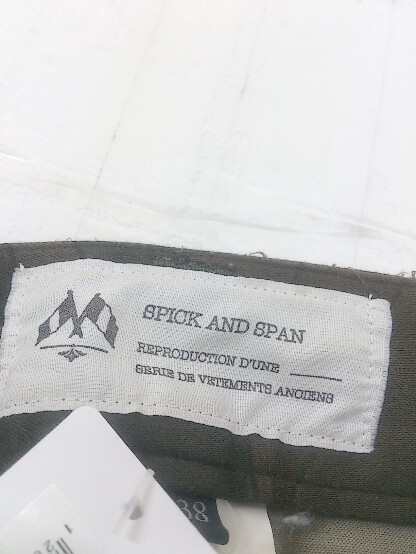 SPICK AND SPAN
REPRODUCTION D'UNE
SERIE DE VETEMENTS ANCIENS
38